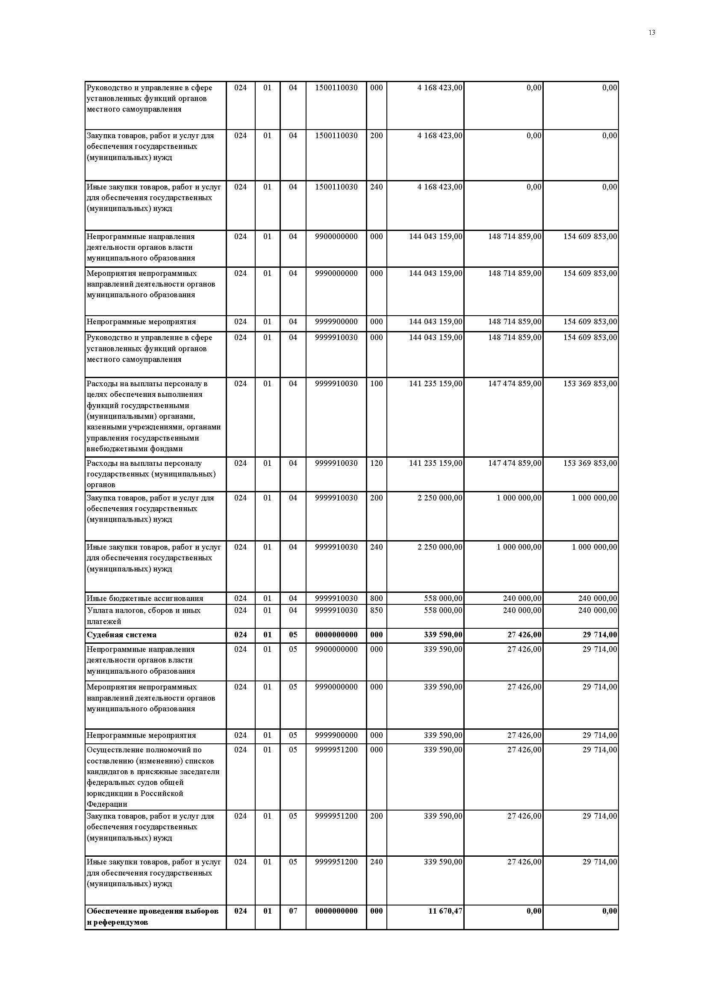 13
Руководство и управление в сфере 024 01 04 1500110030 000 4 168 423,00 0,00 0,00
установленных функций органов
местного самоуправления
Закупка товаров, работ и услуг для 024 01 04 1500110030 200 4 168 423,00 0,00 0,00
обеспечения государственных
(муниципальных) нужд
Иные закупки товаров, работ и услуг 024 01 04 1500110030 240 4 168 423,00 0,00 0,00
для обеспечения государственных
(муниципальных) нужд
Непрограммные направления 024 01 04 9900000000 000 144 043 159,00 148 714 859,00 154 609 853,00
деятельности органов власти
муниципального образования
Мероприятия непрограммных 024 01 04 9990000000 000 144 043 159,00 148 714 859,00 154 609 853,00
направлений деятельности органов
муниципального образования
Непрограммные мероприятия 024 01 04 9999900000 000 144 043 159,00 148 714 859,00 154 609 853,00
Руководство и управление в сфере 024 01 04 9999910030 000 144 043 159,00 148 714 859,00 154 609 853,00
установленных функций органов
местного самоуправления
Расходы на выплаты персоналу в 024 01 04 9999910030 100 141 235 159,00 147 474 859,00 153 369 853,00
целях обеспечения выполнения
функций государственными
(муниципальными) органами,
казенными учреждениями, органами
управления государственными
внебюджетными фондами
Расходы на выплаты персоналу 024 01 04 9999910030 120 141 235 159,00 147 474 859,00 153 369 853,00
государственных (муниципальных)
органов
Закупка товаров, работ и услуг для 024 01 04 9999910030 200 2 250 000,00 1 000 000,00 1 000 000,00
обеспечения государственных
(муниципальных) нужд
Иные закупки товаров, работ и услуг 024 01 04 9999910030 240 2 250 000,00 1 000 000,00 1 000 000,00
для обеспечения государственных
(муниципальных) нужд
Иные бюджетные ассигнования 024 01 04 9999910030 800 558 000,00 240 000,00 240 000,00
Уплата налогов, сборов и иных 024 01 04 9999910030 850 558 000,00 240 000,00 240 000,00
платежей
Судебная система 024 01 05 0000000000 000 339 590,00 27 426,00 29 714,00
Непрограммные направления 024 01 05 9900000000 000 339 590,00 27 426,00 29 714,00
деятельности органов власти
муниципального образования
Мероприятия непрограммных 024 01 05 9990000000 000 339 590,00 27 426,00 29 714,00
направлений деятельности органов
муниципального образования
Непрограммные мероприятия 024 01 05 9999900000 000 339 590,00 27 426,00 29 714,00
Осуществление полномочий по 024 01 05 9999951200 000 339 590,00 27 426,00 29 714,00
составлению (изменению) списков
кандидатов в присяжные заседатели
федеральных судов общей
юрисдикции в Российской
Федерации
Закупка товаров, работ и услуг для 024 01 05 9999951200 200 339 590,00 27 426,00 29 714,00
обеспечения государственных
(муниципальных) нужд
Иные закупки товаров, работ и услуг 024 01 05 9999951200 240 339 590,00 27 426,00 29 714,00
для обеспечения государственных
(муниципальных) нужд
Обеспечение проведения выборов 024 01 07 0000000000 000 11 670,47 0,00 0,00
и референдумов